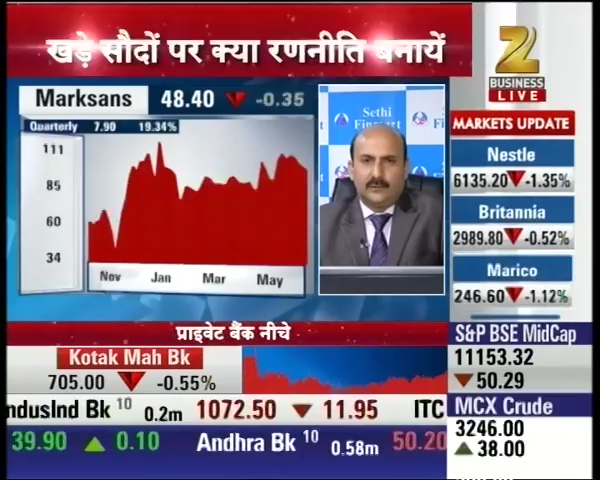 खड़े सौदों पर क्या रणनीति बनायें
Z
BUSINESS
LIVE
Marksans 48.40 -0.35
Quarterly 7.90 19.34%
111
85
60
34
Nov Jan Mar May
Sethi
Finmart
MARKETS UPDATE
Nestle
6135.20 -1.35%
Britannia
2989.80 -0.52%
Marico
246.60 -1.12%
प्राइवेट बैंक नीचे
Kotak Mah Bk
705.00 -0.55%
S&P BSE MidCap
11153.32
50.29
MCX Crude
3246.00
38.00
ndusInd Bk 10 0.2m 1072.50 11.95 ITC
39.90 0.10 Andhra Bk 10 0.58m 50.20